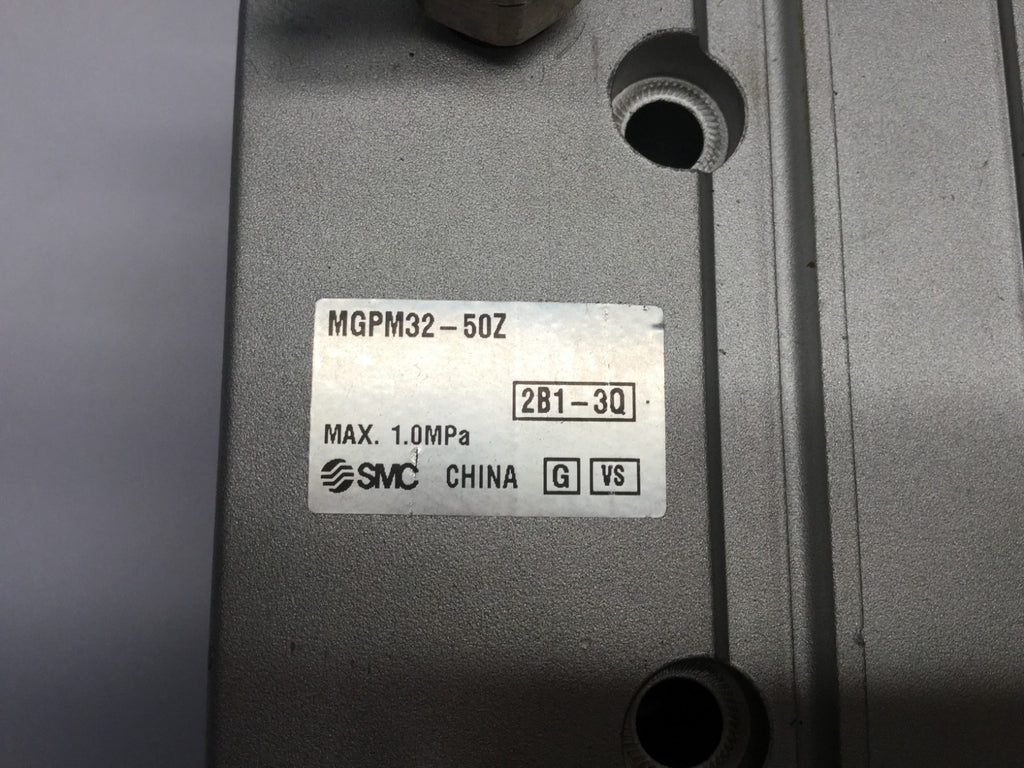 MGPM32-50Z
2B1-3Q
MAX. 1.0MPa
SMC CHINA G VS